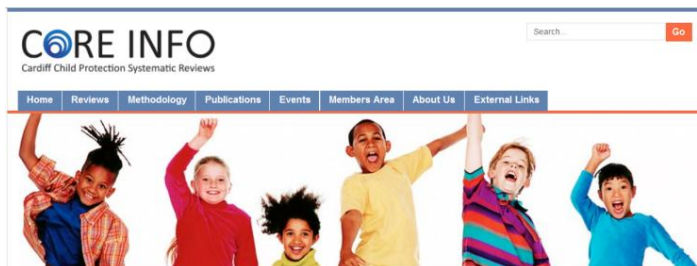 CORE INFO
Cardiff Child Protection Systematic Reviews
Search...
Go
Home
Reviews
Methodology
Publications
Events
Members Area
About Us
External Links